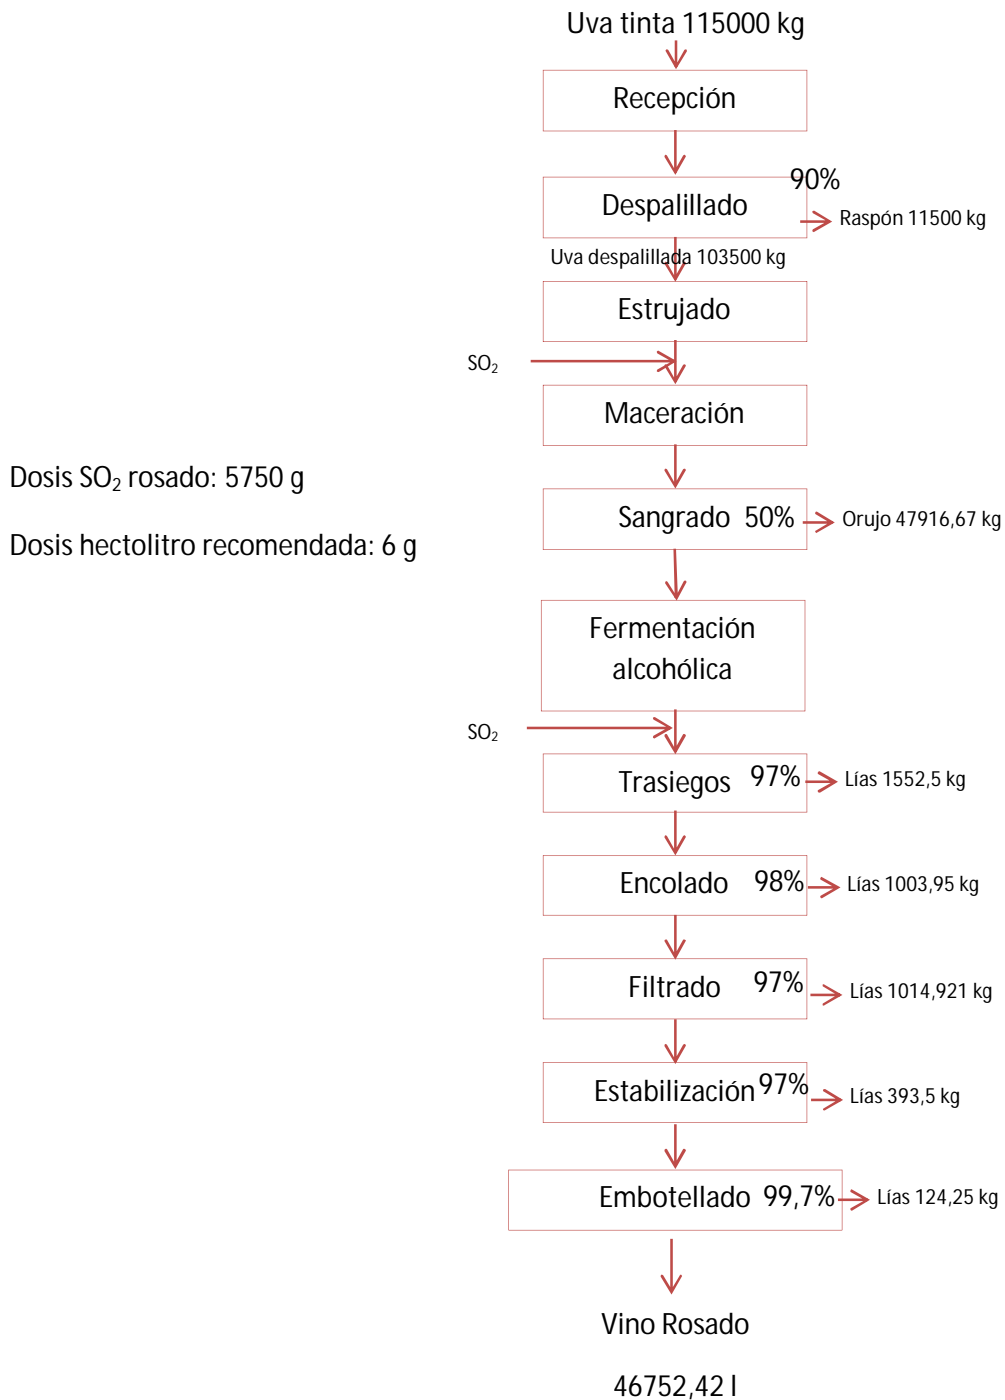 Uva tinta 115000 kg
Recepción
90%
Despalillado
Raspón 11500 kg
Uva despalillada 103500 kg
Estrujado
SO₂
Maceración
Dosis SO₂ rosado: 5750 g
Sangrado 50%
Orujo 47916,67 kg
Dosis hectolitro recomendada: 6 g
Fermentación
alcohólica
SO₂
Trasiegos 97%
Lías 1552,5 kg
Encolado 98%
Lías 1003,95 kg
Filtrado 97%
Lías 1014,921 kg
Estabilización 97%
Lías 393,5 kg
Embotellado 99,7%
Lías 124,25 kg
Vino Rosado
46752,42 l